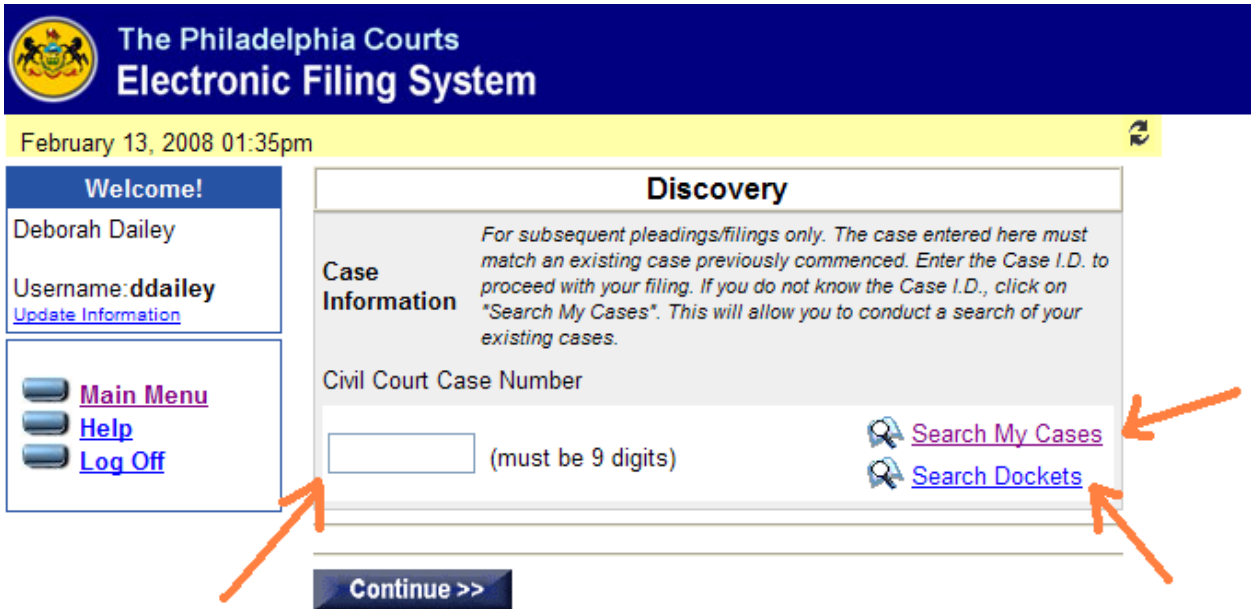 The Philadelphia Courts
Electronic Filing System
February 13, 2008 01:35pm
Welcome!
Deborah Dailey
Username:ddailey
Update Information
Main Menu
Help
Log Off
Discovery
Case
Information
For subsequent pleadings/filings only. The case entered here must
match an existing case previously commenced. Enter the Case I.D. to
proceed with your filing. If you do not know the Case I.D., click on
"Search My Cases". This will allow you to conduct a search of your
existing cases.
Civil Court Case Number
(must be 9 digits)
Search My Cases
Search Dockets
Continue >>